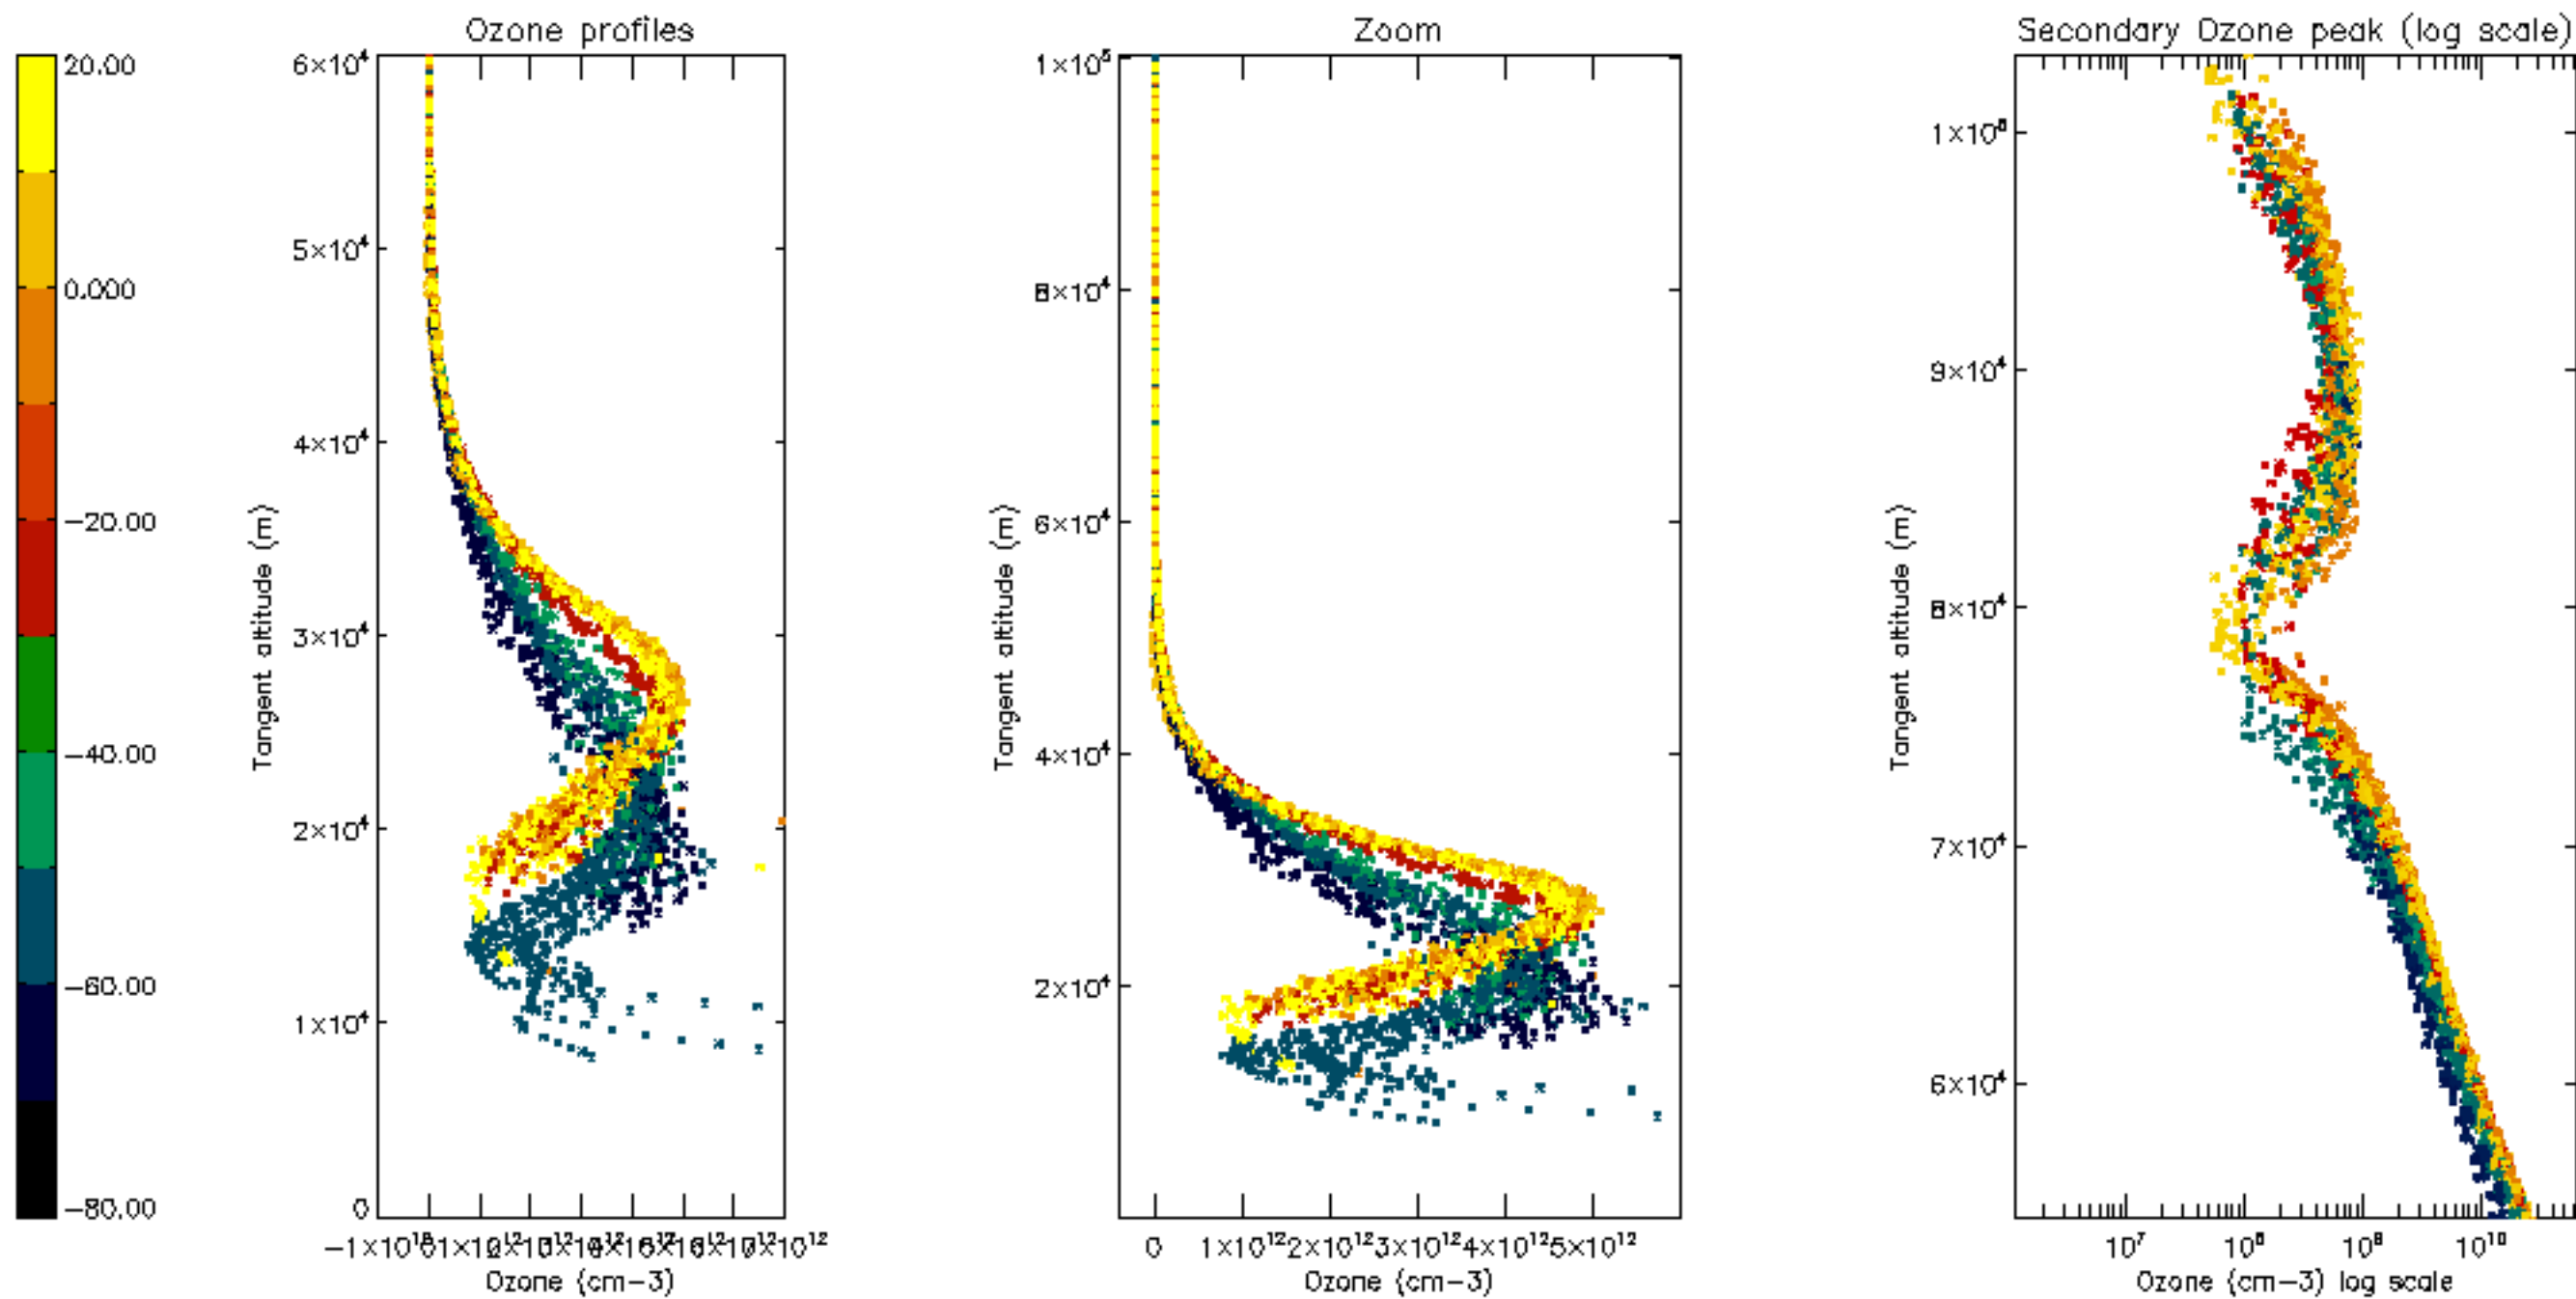 Ozone profiles
Zoom
Secondary Ozone peak (log scale)
20.00
0.000
−20.00
−40.00
−60.00
−80.00
6×10⁴
5×10⁴
4×10⁴
3×10⁴
2×10⁴
1×10⁴
0
Tangent altitude (m)
Ozone (cm−3)
1×10⁵
8×10⁴
6×10⁴
4×10⁴
2×10⁴
Tangent altitude (m)
0 1×10¹² 2×10¹² 3×10¹² 4×10¹² 5×10¹²
Ozone (cm−3)
9×10⁴
8×10⁴
7×10⁴
6×10⁴
Tangent altitude (m)
10⁷ 10⁸ 10⁹ 10¹⁰
Ozone (cm−3) log scale